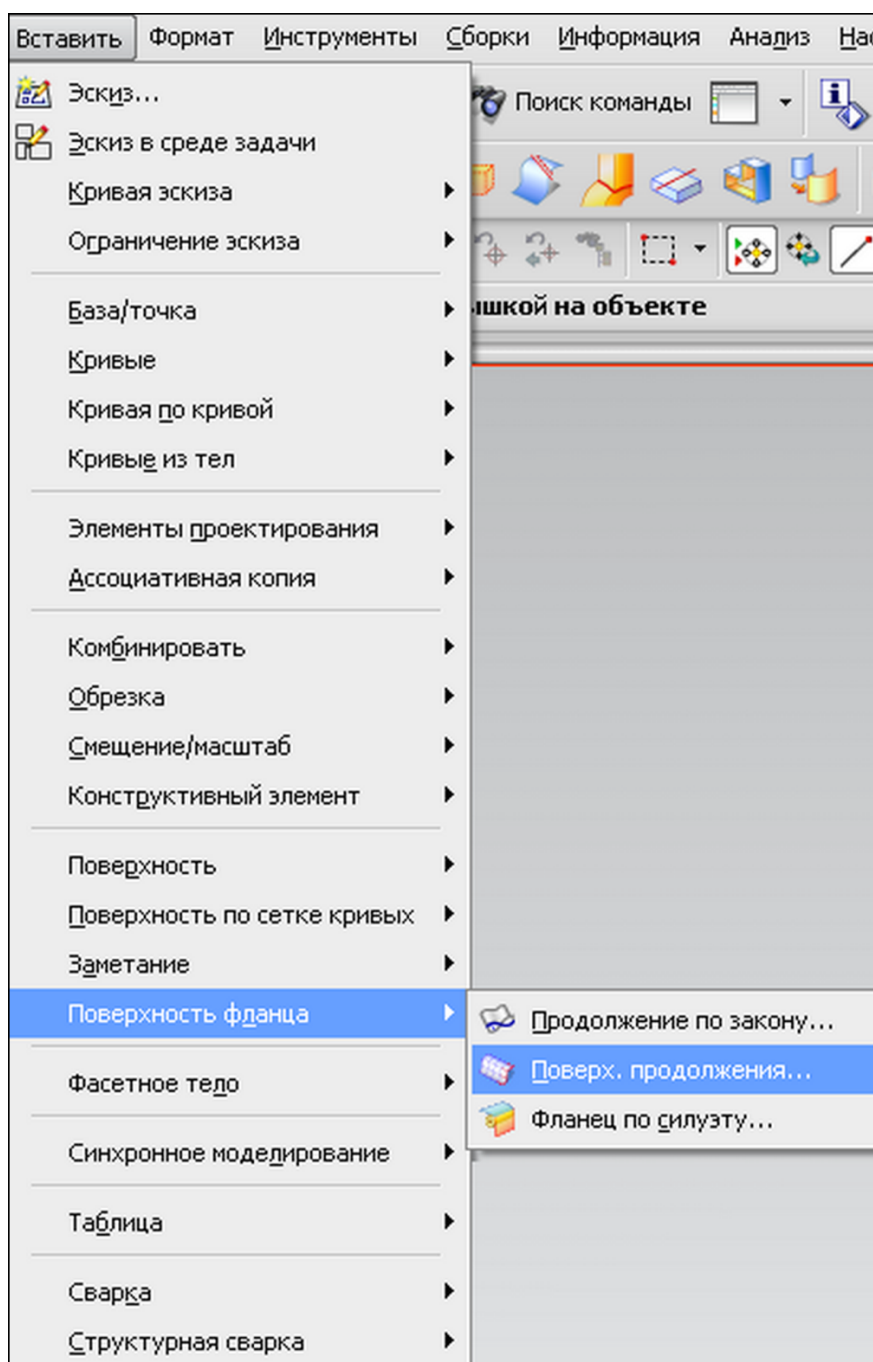 Вставить Формат Инструменты Сборки Информация Анализ
Эскиз...
Поиск команды
Эскиз в среде задачи
Кривая эскиза
Ограничение эскиза
База/точка
ышкой на объекте
Кривые
Кривая по кривой
Кривые из тел
Элементы проектирования
Ассоциативная копия
Комбинировать
Обрезка
Смещение/масштаб
Конструктивный элемент
Поверхность
Поверхность по сетке кривых
Заметание
Поверхность фланца
Продолжение по закону...
Поверх. продолжения...
Фланец по силуэту...
Фасетное тело
Синхронное моделирование
Таблица
Сварка
Структурная сварка